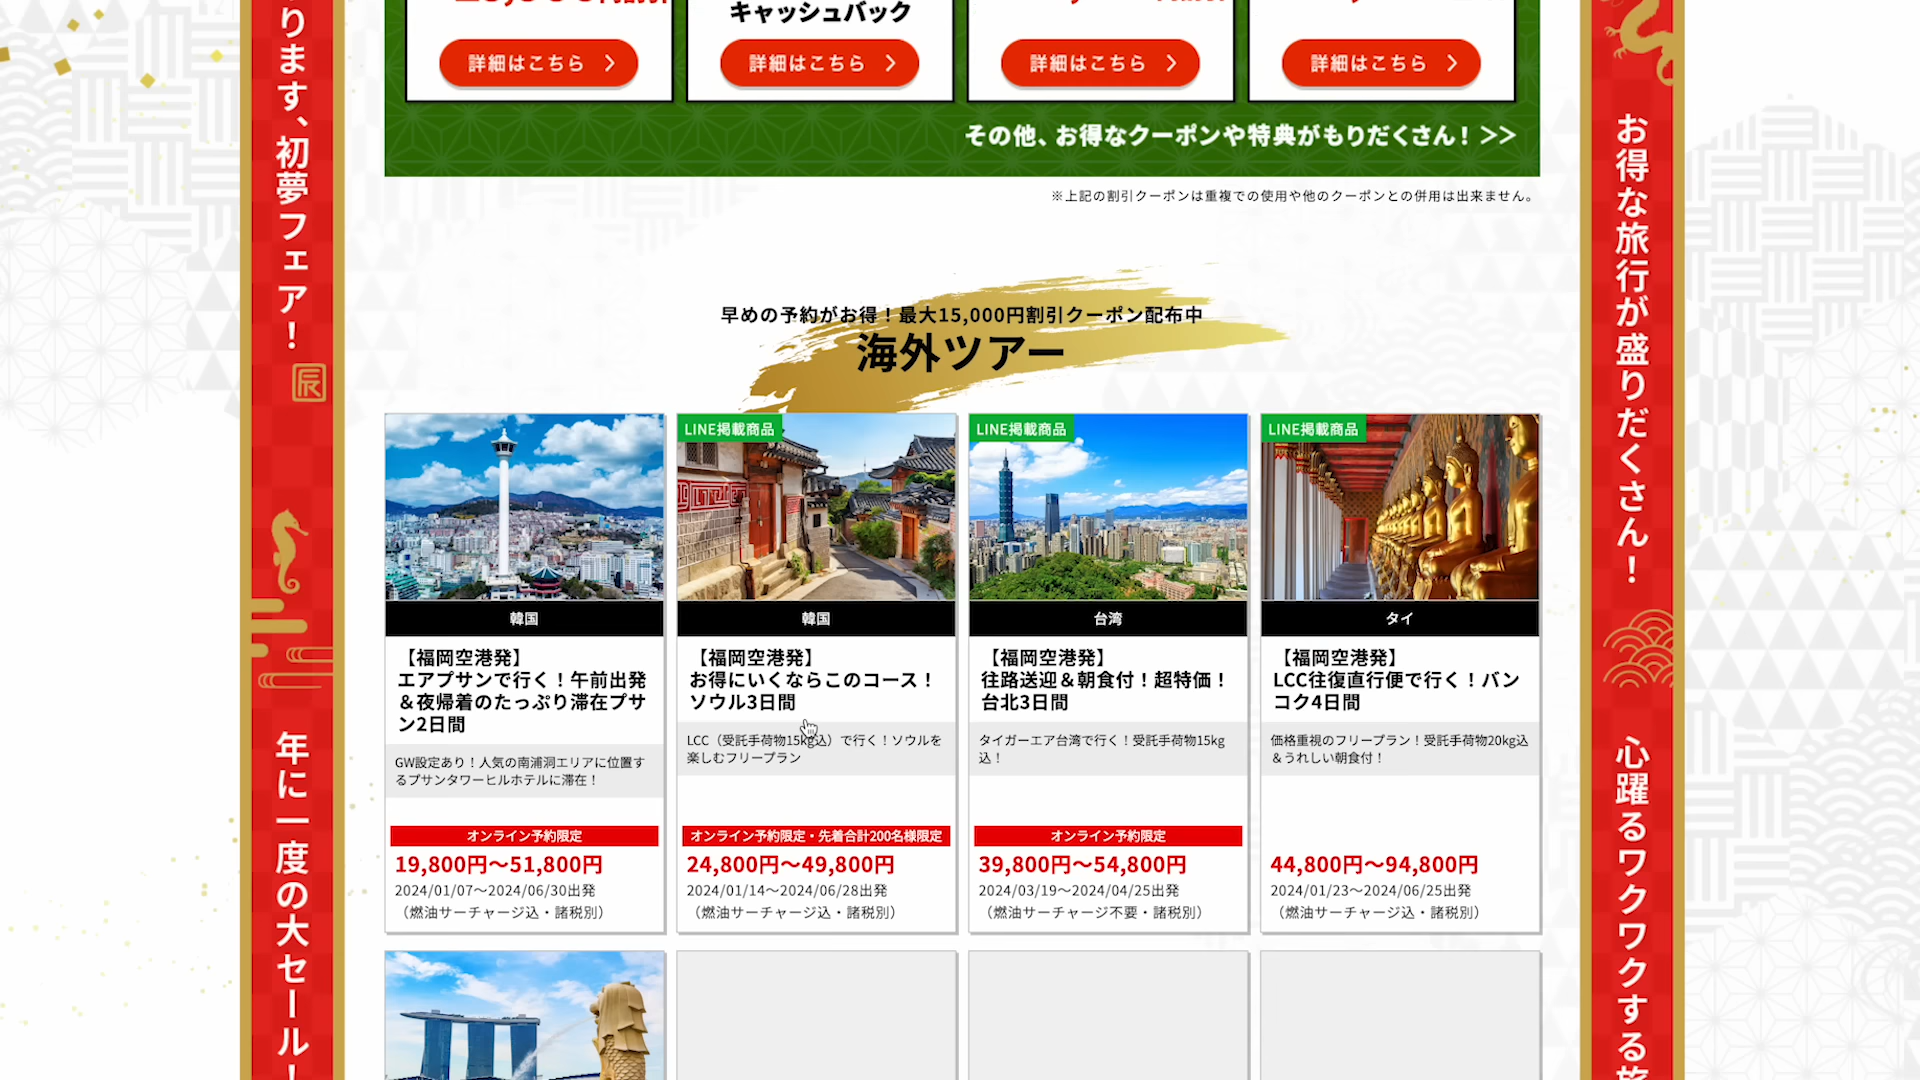 キャッシュバック
詳細はこちら
詳細はこちら
詳細はこちら
詳細はこちら
その他、お得なクーポンや特典がもりだくさん！ >>
※上記の割引クーポンは重複での使用や他のクーポンとの併用は出来ません。
早めの予約がお得！最大15,000円割引クーポン配布中
海外ツアー
韓国
【福岡空港発】
エアプサンで行く！午前出発
＆夜帰着のたっぷり滞在プサ
ン2日間
GW設定あり！人気の南浦洞エリアに位置す
るプサンタワーヒルホテルに滞在！
オンライン予約限定
19,800円～51,800円
2024/01/07～2024/06/30出発
（燃油サーチャージ込・諸税別）
LINE掲載商品
韓国
【福岡空港発】
お得にいくならこのコース！
ソウル3日間
LCC（受託手荷物15kg込）で行く！ソウルを
楽しむフリープラン
オンライン予約限定・先着合計200名様限定
24,800円～49,800円
2024/01/14～2024/06/28出発
（燃油サーチャージ込・諸税別）
LINE掲載商品
台湾
【福岡空港発】
往路送迎＆朝食付！超特価！
台北3日間
タイガーエア台湾で行く！受託手荷物15kg
込！
オンライン予約限定
39,800円～54,800円
2024/03/19～2024/04/25出発
（燃油サーチャージ不要・諸税別）
LINE掲載商品
タイ
【福岡空港発】
LCC往復直行便で行く！バン
コク4日間
価格重視のフリープラン！受託手荷物20kg込
＆うれしい朝食付！
44,800円～94,800円
2024/01/23～2024/06/25出発
（燃油サーチャージ込・諸税別）
ります、初夢フェア！
辰
年に一度の大セール！
お得な旅行が盛りだくさん！
心躍るワクワクする旅